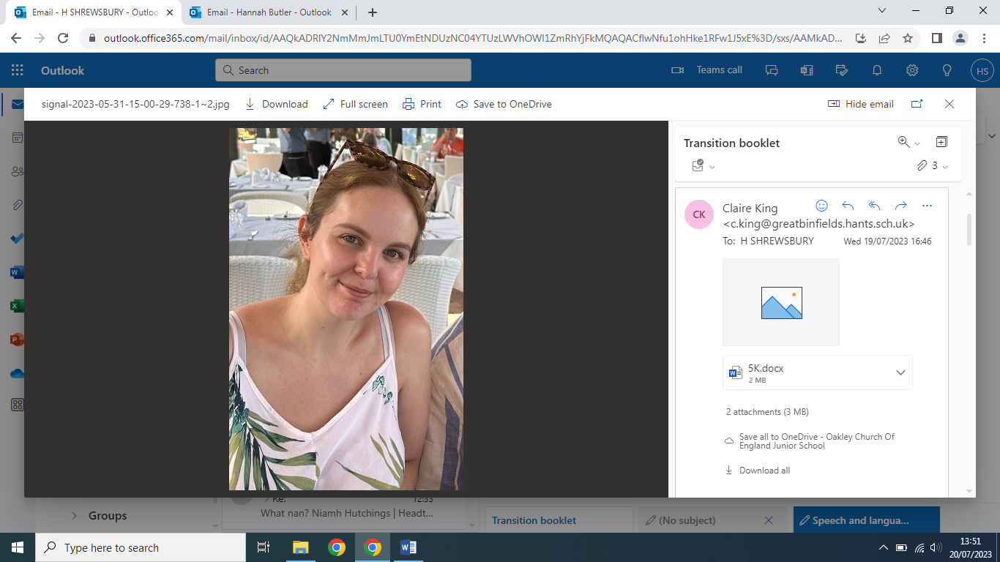 Email - H SHREWSBURY - Outloo
Email - Hannah Butler - Outlook
outlook.office365.com/mail/inbox/id/AAQkADRlY2NmMmJmLTU0YmEtNDUzNC04YTUzLWVhOWI1ZmRhYjFkMQAQACflwNfu1ohHke1RFw1J5xE%3D/sxs/AAMkAD...
Outlook
Search
Teams call
HS
signal-2023-05-31-15-00-29-738-1~2.jpg
Download
Full screen
Print
Save to OneDrive
Hide email
Transition booklet
3
CK
Claire King
<c.king@greatbinfields.hants.sch.uk>
To: H SHREWSBURY
Wed 19/07/2023 16:46
5K.docx
2 MB
2 attachments (3 MB)
Save all to OneDrive - Oakley Church Of
England Junior School
Download all
Groups
Re:
12:33
What nan? Niamh Hutchings | Headt...
Transition booklet
(No subject)
Speech and langua...
Type here to search
13:51
20/07/2023